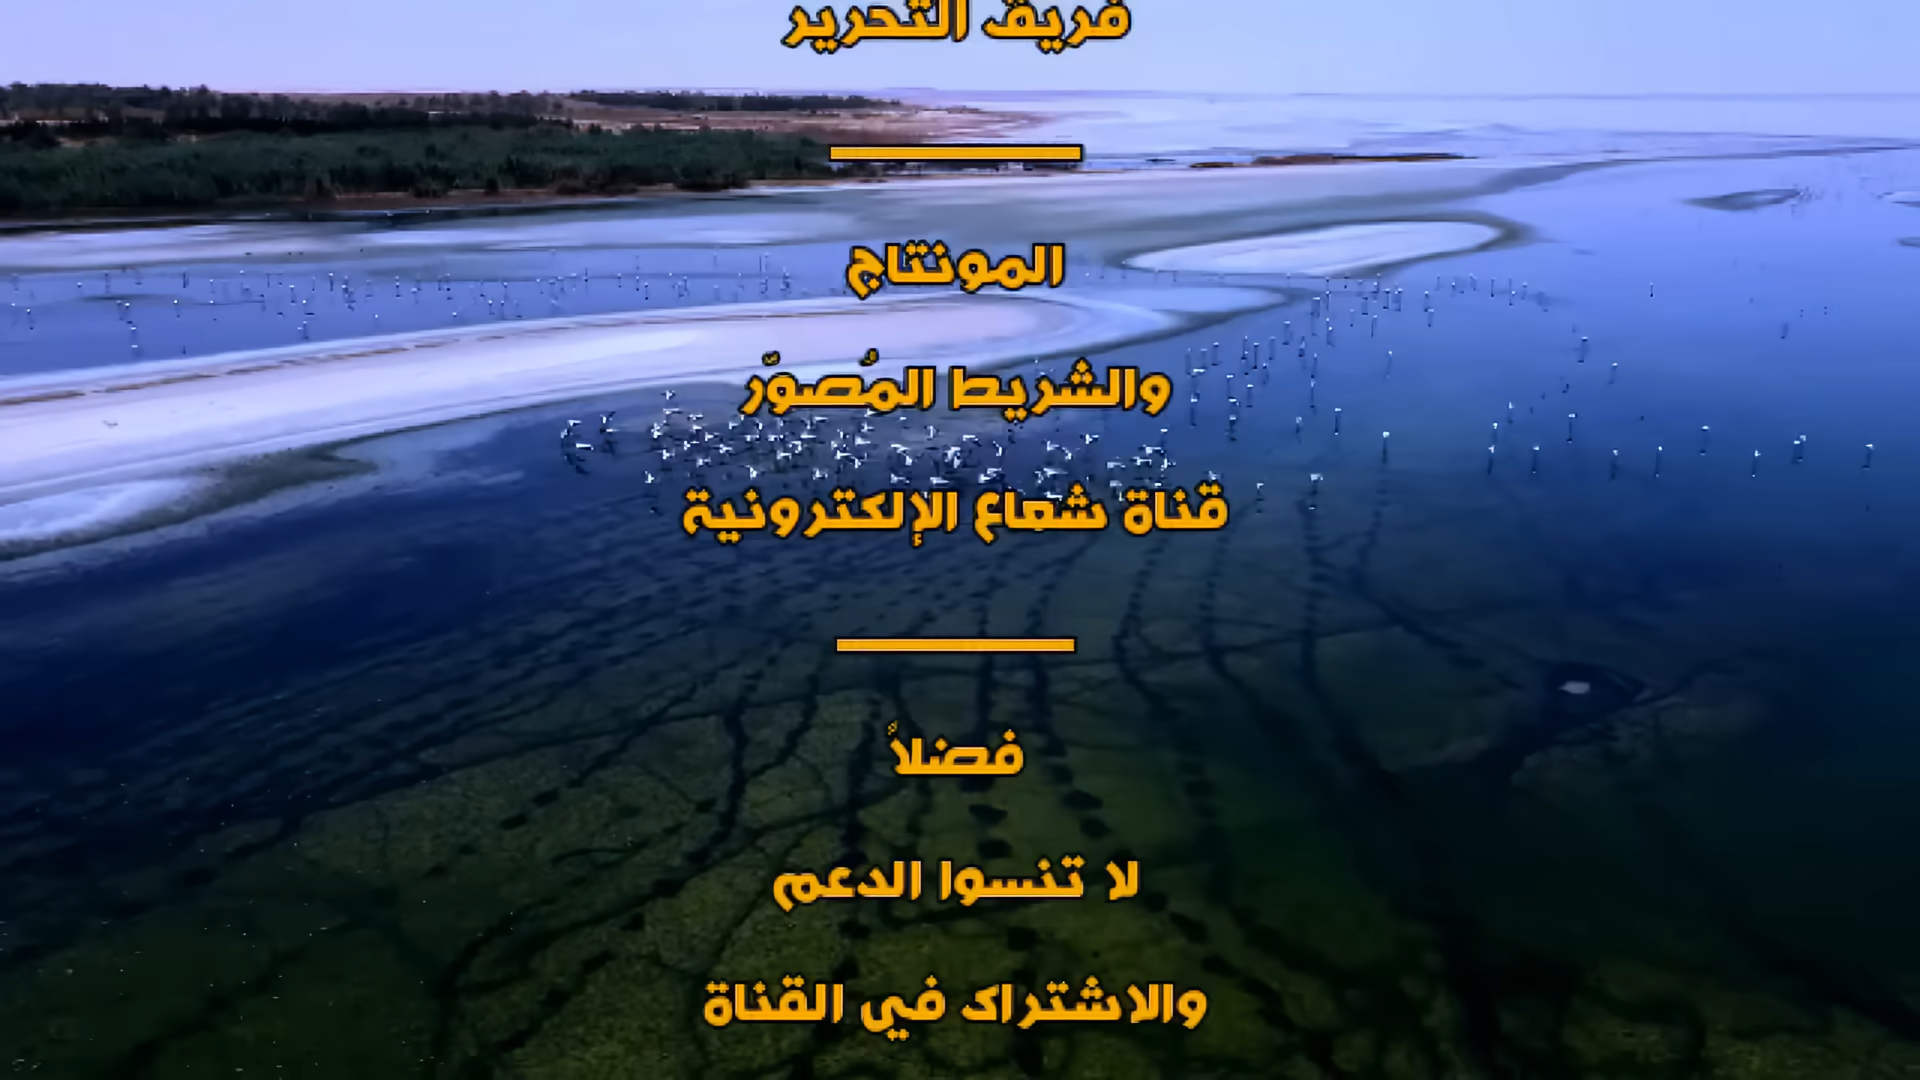 فريق التحرير
المونتاج
والشريط المُصوّر
قناة شعاع الإلكترونية
فضلاً
لا تنسوا الدعم
والاشتراك في القناة